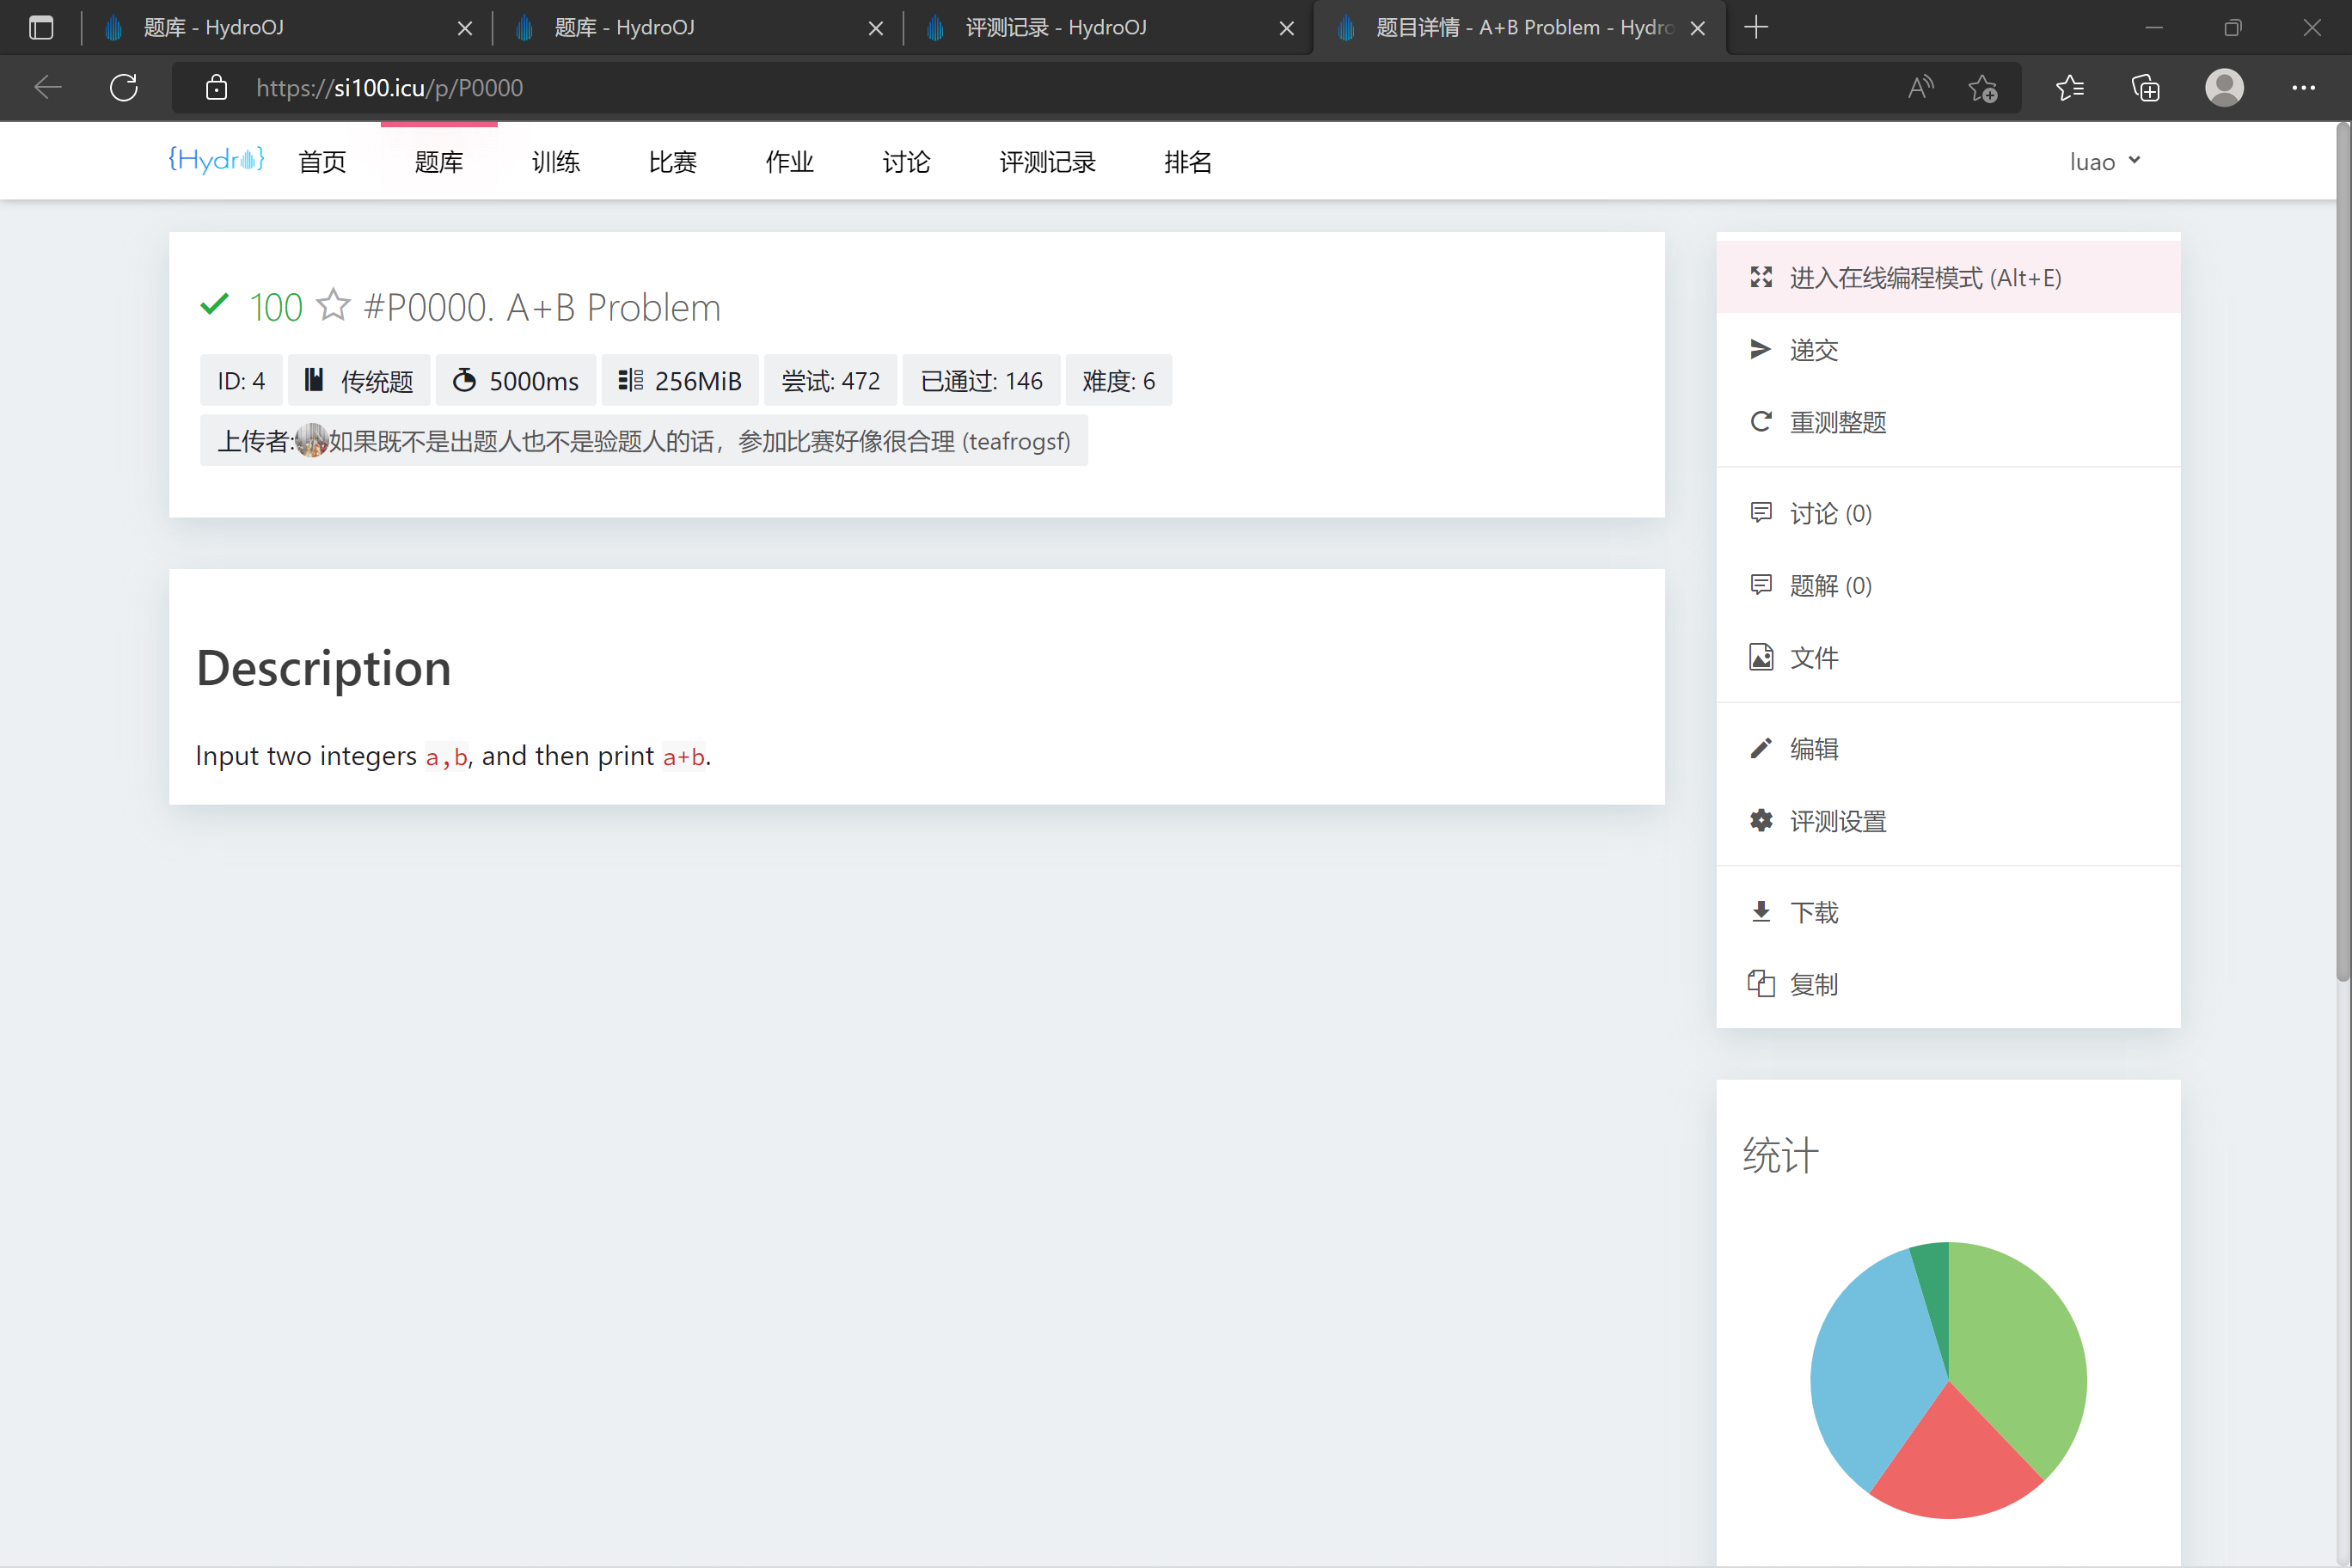 题库 - HydroOJ
题库 - HydroOJ
评测记录 - HydroOJ
题目详情 - A+B Problem - Hydro
https://si100.icu/p/P0000
{Hydro} 首页 题库 训练 比赛 作业 讨论 评测记录 排名 luao
100 #P0000. A+B Problem
ID: 4 传统题 5000ms 256MiB 尝试: 472 已通过: 146 难度: 6
上传者:如果既不是出题人也不是验题人的话，参加比赛好像很合理 (teafrogsf)
Description
Input two integers a,b, and then print a+b.
进入在线编程模式 (Alt+E)
递交
重测整题
讨论 (0)
题解 (0)
文件
编辑
评测设置
下载
复制
统计